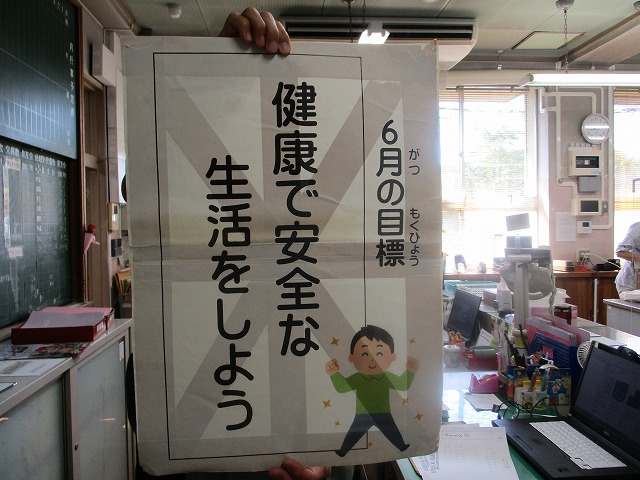 6月の目標
がつ
もくひょう
健康で安全な
生活をしよう